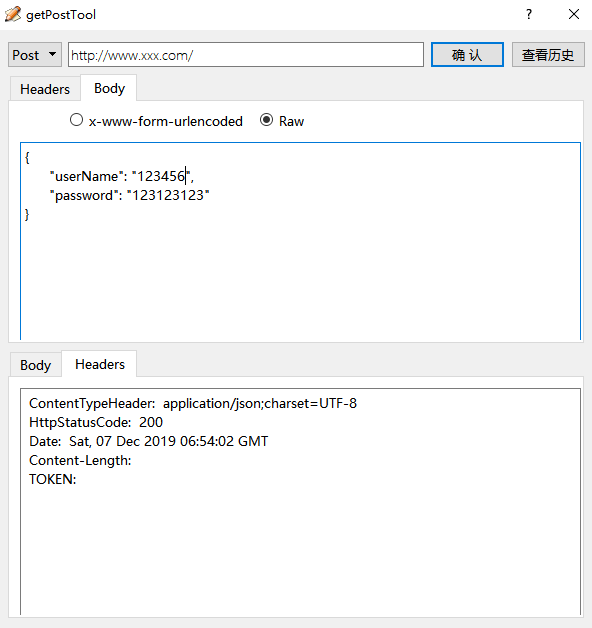 getPostTool
Post http://www.xxx.com/ 确 认 查看历史
Headers Body
x-www-form-urlencoded Raw
{
"userName": "123456",
"password": "123123123"
}
Body Headers
ContentTypeHeader: application/json;charset=UTF-8
HttpStatusCode: 200
Date: Sat, 07 Dec 2019 06:54:02 GMT
Content-Length:
TOKEN: